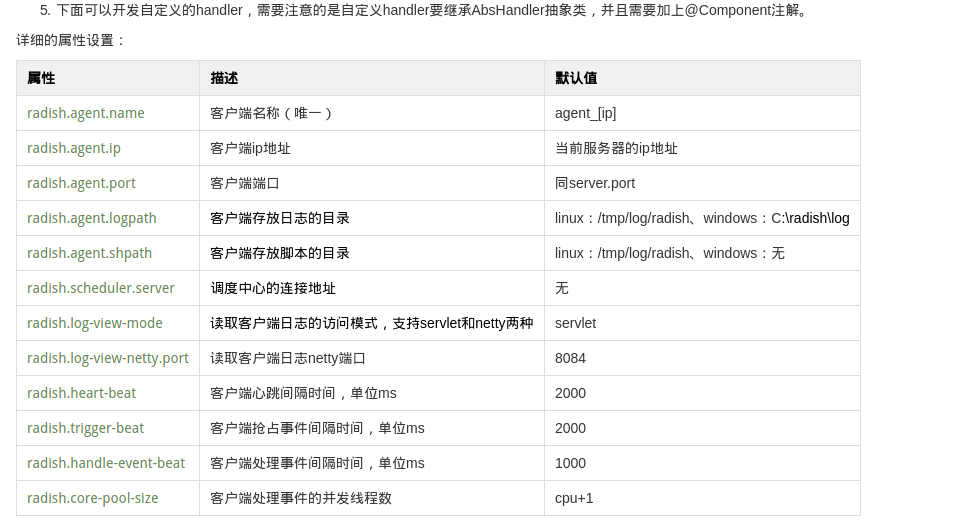 5. 下面可以开发自定义的handler，需要注意的是自定义handler要继承AbsHandler抽象类，并且需要加上@Component注解。
详细的属性设置：
属性 描述 默认值
radish.agent.name 客户端名称（唯一） agent_[ip]
radish.agent.ip 客户端ip地址 当前服务器的ip地址
radish.agent.port 客户端端口 同server.port
radish.agent.logpath 客户端存放日志的目录 linux：/tmp/log/radish、windows：C:\radish\log
radish.agent.shpath 客户端存放脚本的目录 linux：/tmp/log/radish、windows：无
radish.scheduler.server 调度中心的连接地址 无
radish.log-view-mode 读取客户端日志的访问模式，支持servlet和netty两种 servlet
radish.log-view-netty.port 读取客户端日志netty端口 8084
radish.heart-beat 客户端心跳间隔时间，单位ms 2000
radish.trigger-beat 客户端抢占事件间隔时间，单位ms 2000
radish.handle-event-beat 客户端处理事件间隔时间，单位ms 1000
radish.core-pool-size 客户端处理事件的并发线程数 cpu+1